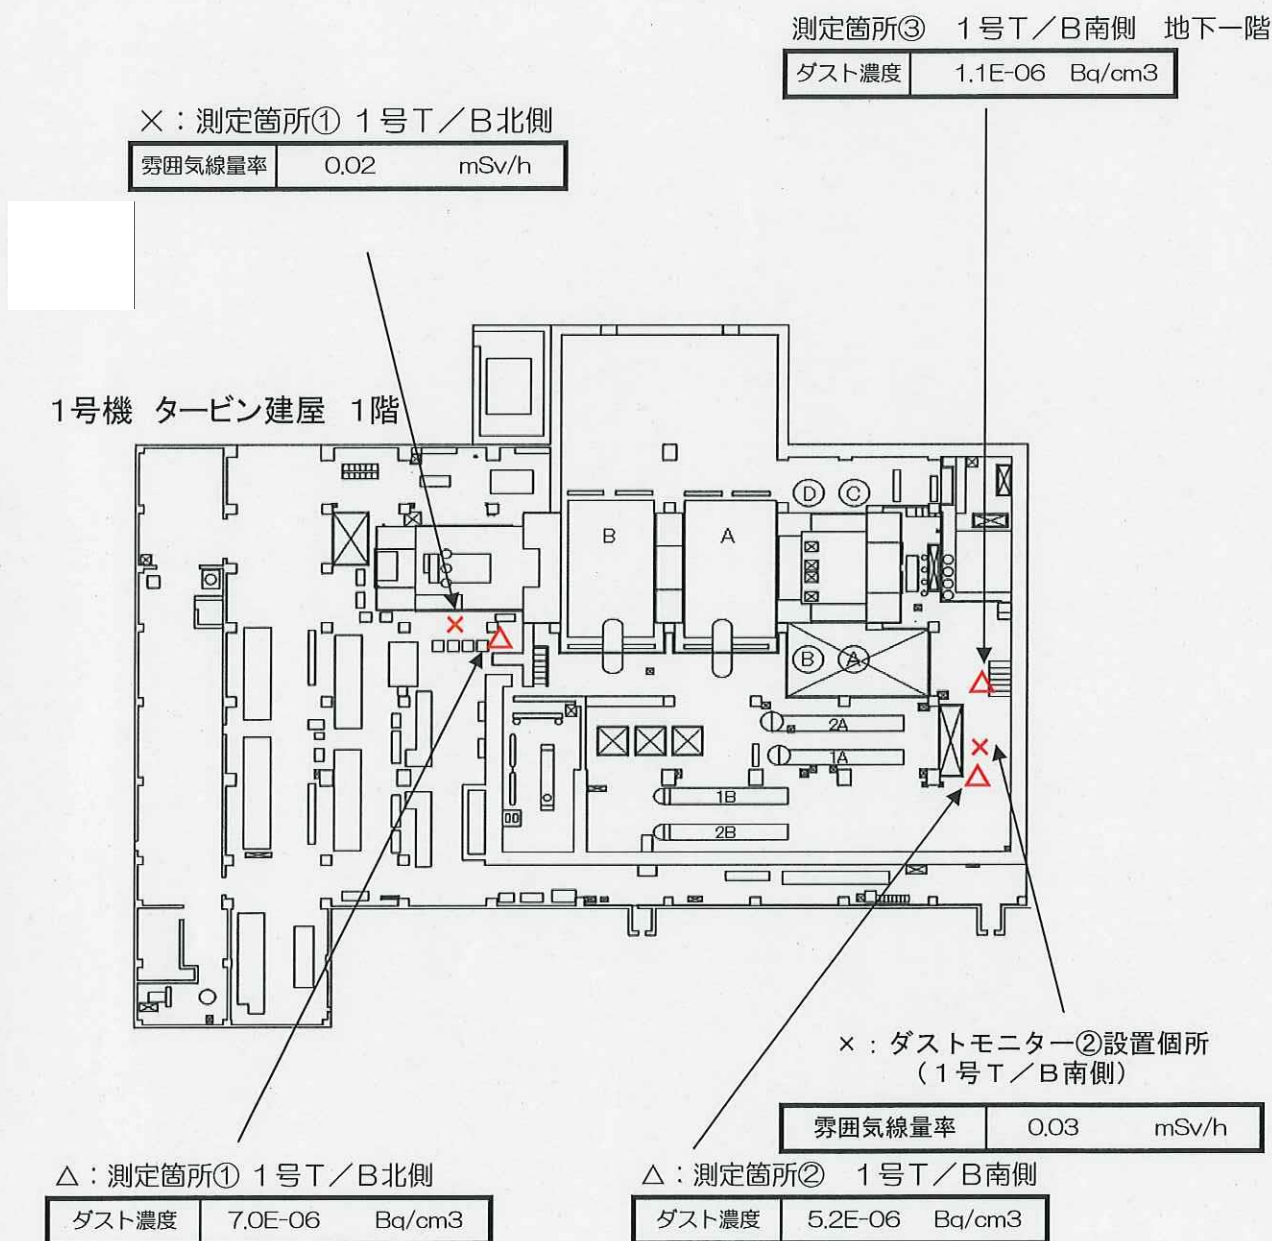 測定箇所③ 1号T/B南側 地下一階
ダスト濃度 1.1E-06 Bq/cm3
×:測定箇所① 1号T/B北側
雰囲気線量率 0.02 mSv/h
1号機 タービン建屋 1階
D C
B A
B A
2A
1A
1B
2B
×:ダストモニター②設置個所
(1号T/B南側)
雰囲気線量率 0.03 mSv/h
△:測定箇所① 1号T/B北側
ダスト濃度 7.0E-06 Bq/cm3
△:測定箇所② 1号T/B南側
ダスト濃度 5.2E-06 Bq/cm3